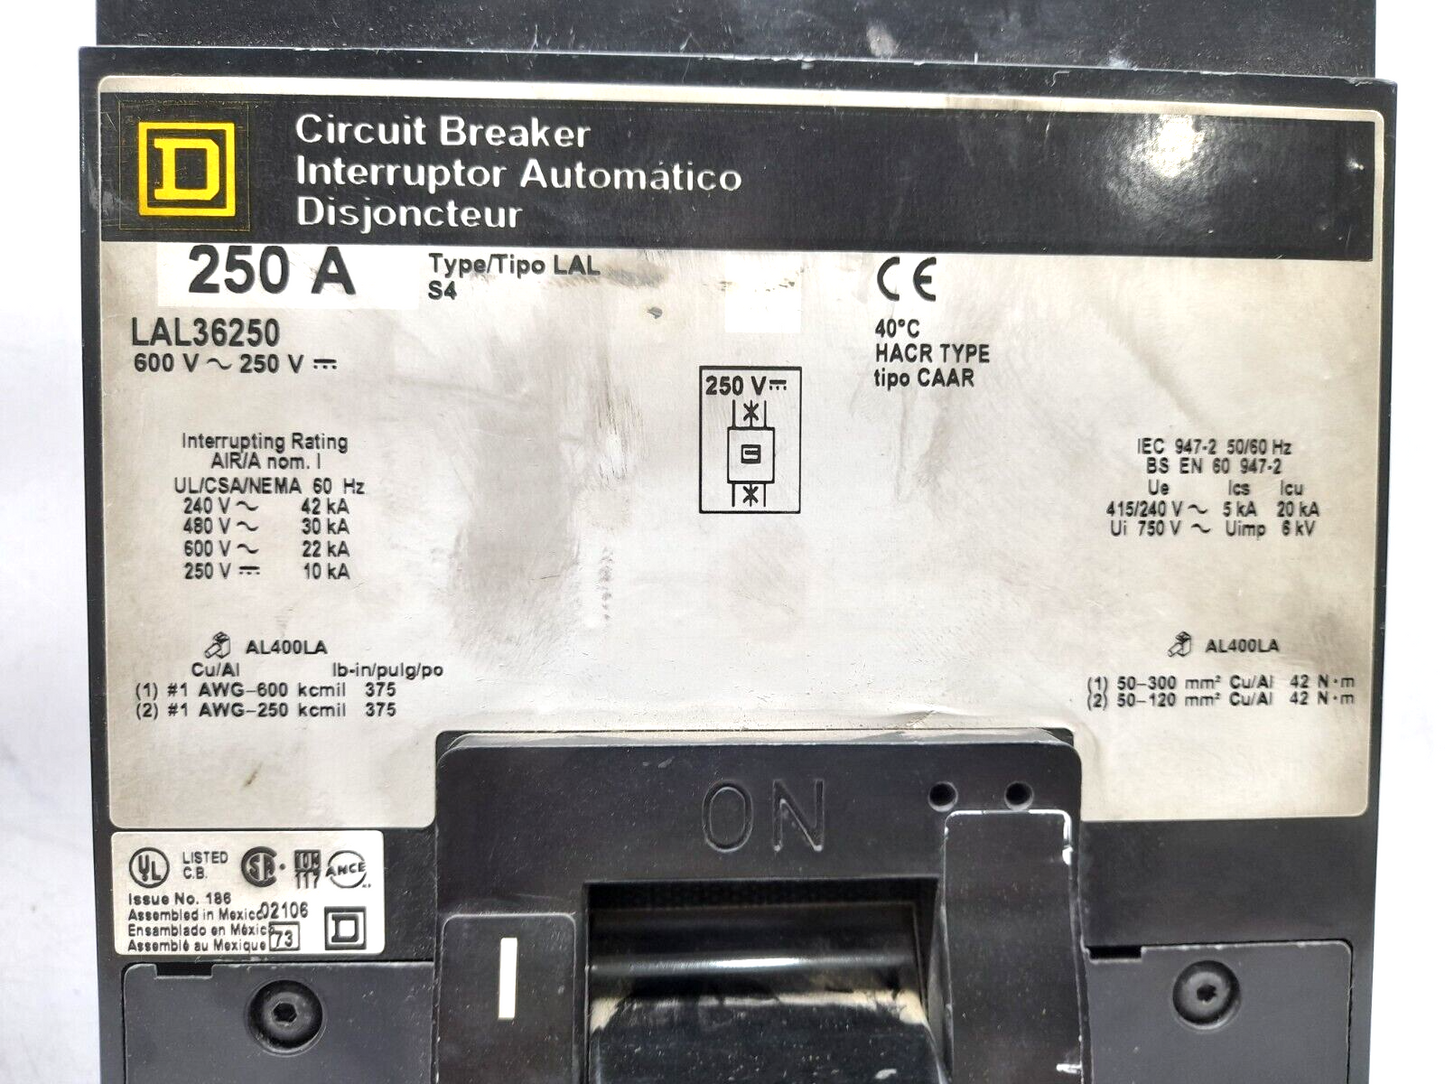 D
Circuit Breaker
Interruptor Automático
Disjoncteur
250 A
Type/Tipo LAL
S4
LAL36250
600 V ~ 250 V ⎓
CE
40°C
HACR TYPE
tipo CAAR
250 V⎓
Interrupting Rating
AIR/A nom. I
UL/CSA/NEMA 60 Hz
240 V ~ 42 kA
480 V ~ 30 kA
600 V ~ 22 kA
250 V ⎓ 10 kA
IEC 947-2 50/60 Hz
BS EN 60 947-2
Ue Ics Icu
415/240 V ~ 5 kA 20 kA
Ui 750 V ~ Uimp 6 kV
AL400LA
Cu/Al lb-in/pulg/po
(1) #1 AWG–600 kcmil 375
(2) #1 AWG–250 kcmil 375
AL400LA
(1) 50–300 mm² Cu/Al 42 N·m
(2) 50–120 mm² Cu/Al 42 N·m
ON
UL LISTED
C.B.
SA
117
ANCE
Issue No. 186
Assembled in Mexico 02106
Ensamblado en México
Assemblé au Mexique 73
D